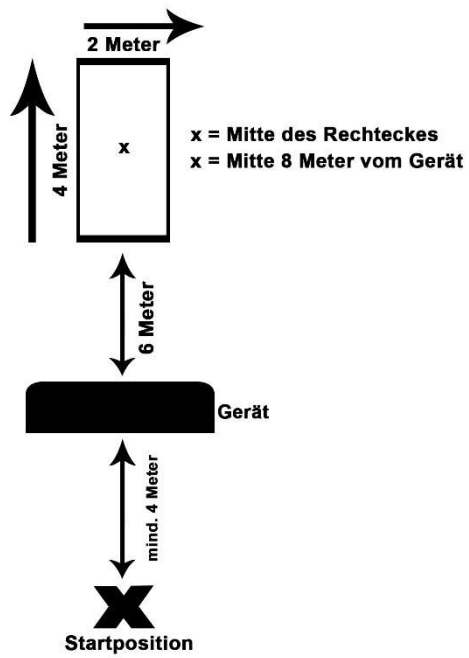 2 Meter
4 Meter
x
x = Mitte des Rechteckes
x = Mitte 8 Meter vom Gerät
6 Meter
Gerät
mind. 4 Meter
X
Startposition